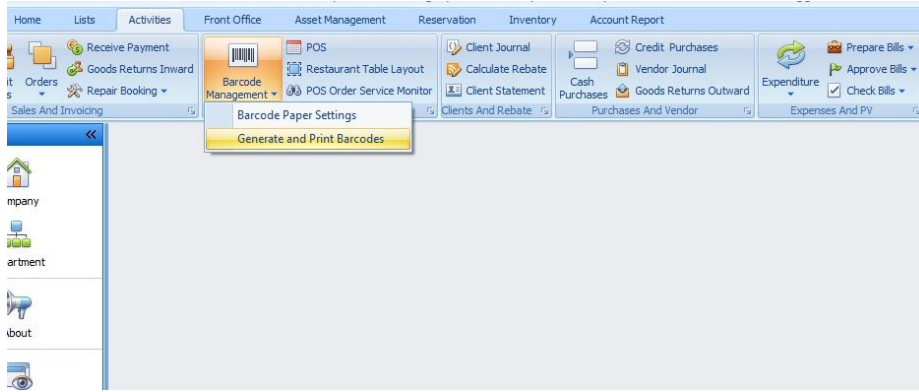 Home Lists Activities Front Office Asset Management Reservation Inventory Account Report
Receive Payment
Goods Returns Inward
Orders
Repair Booking
Sales And Invoicing
Barcode
Management
POS
Restaurant Table Layout
POS Order Service Monitor
Barcode Paper Settings
Generate and Print Barcodes
Client Journal
Calculate Rebate
Client Statement
Clients And Rebate
Cash
Purchases
Credit Purchases
Vendor Journal
Goods Returns Outward
Purchases And Vendor
Expenditure
Prepare Bills
Approve Bills
Check Bills
Expenses And PV
mpany
artment
About